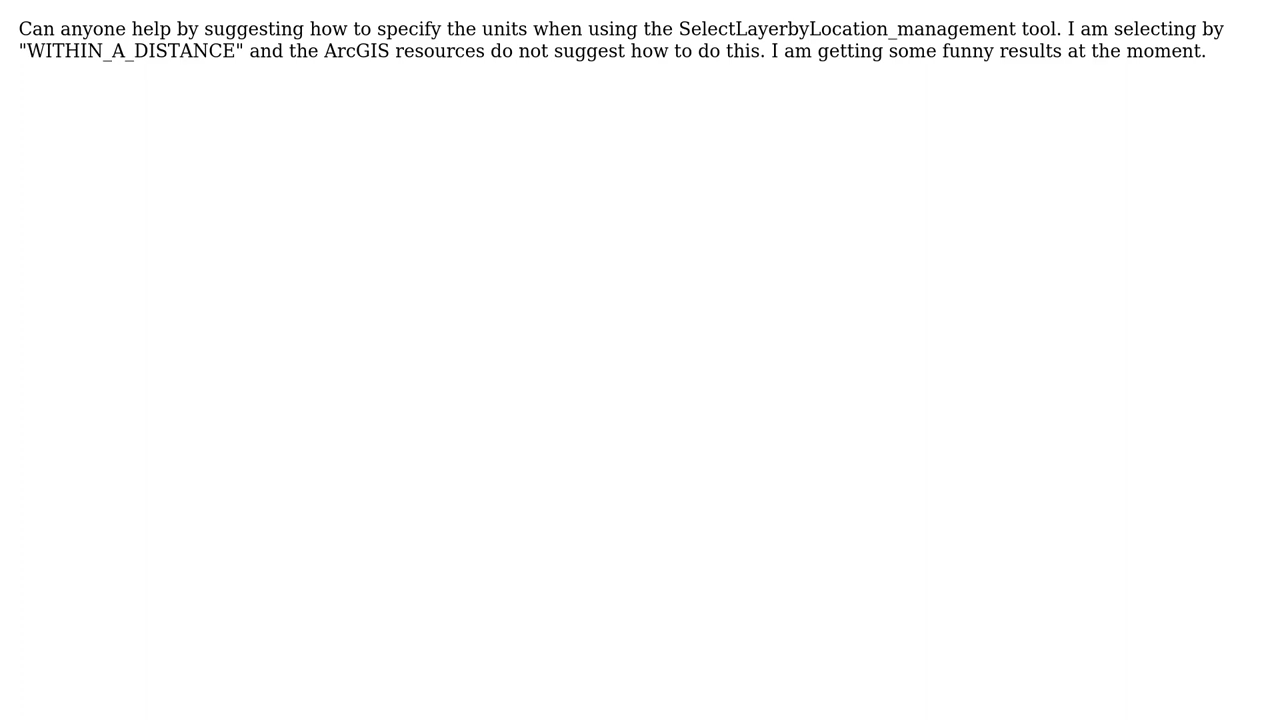 Can anyone help by suggesting how to specify the units when using the SelectLayerbyLocation_management tool. I am selecting by
"WITHIN_A_DISTANCE" and the ArcGIS resources do not suggest how to do this. I am getting some funny results at the moment.